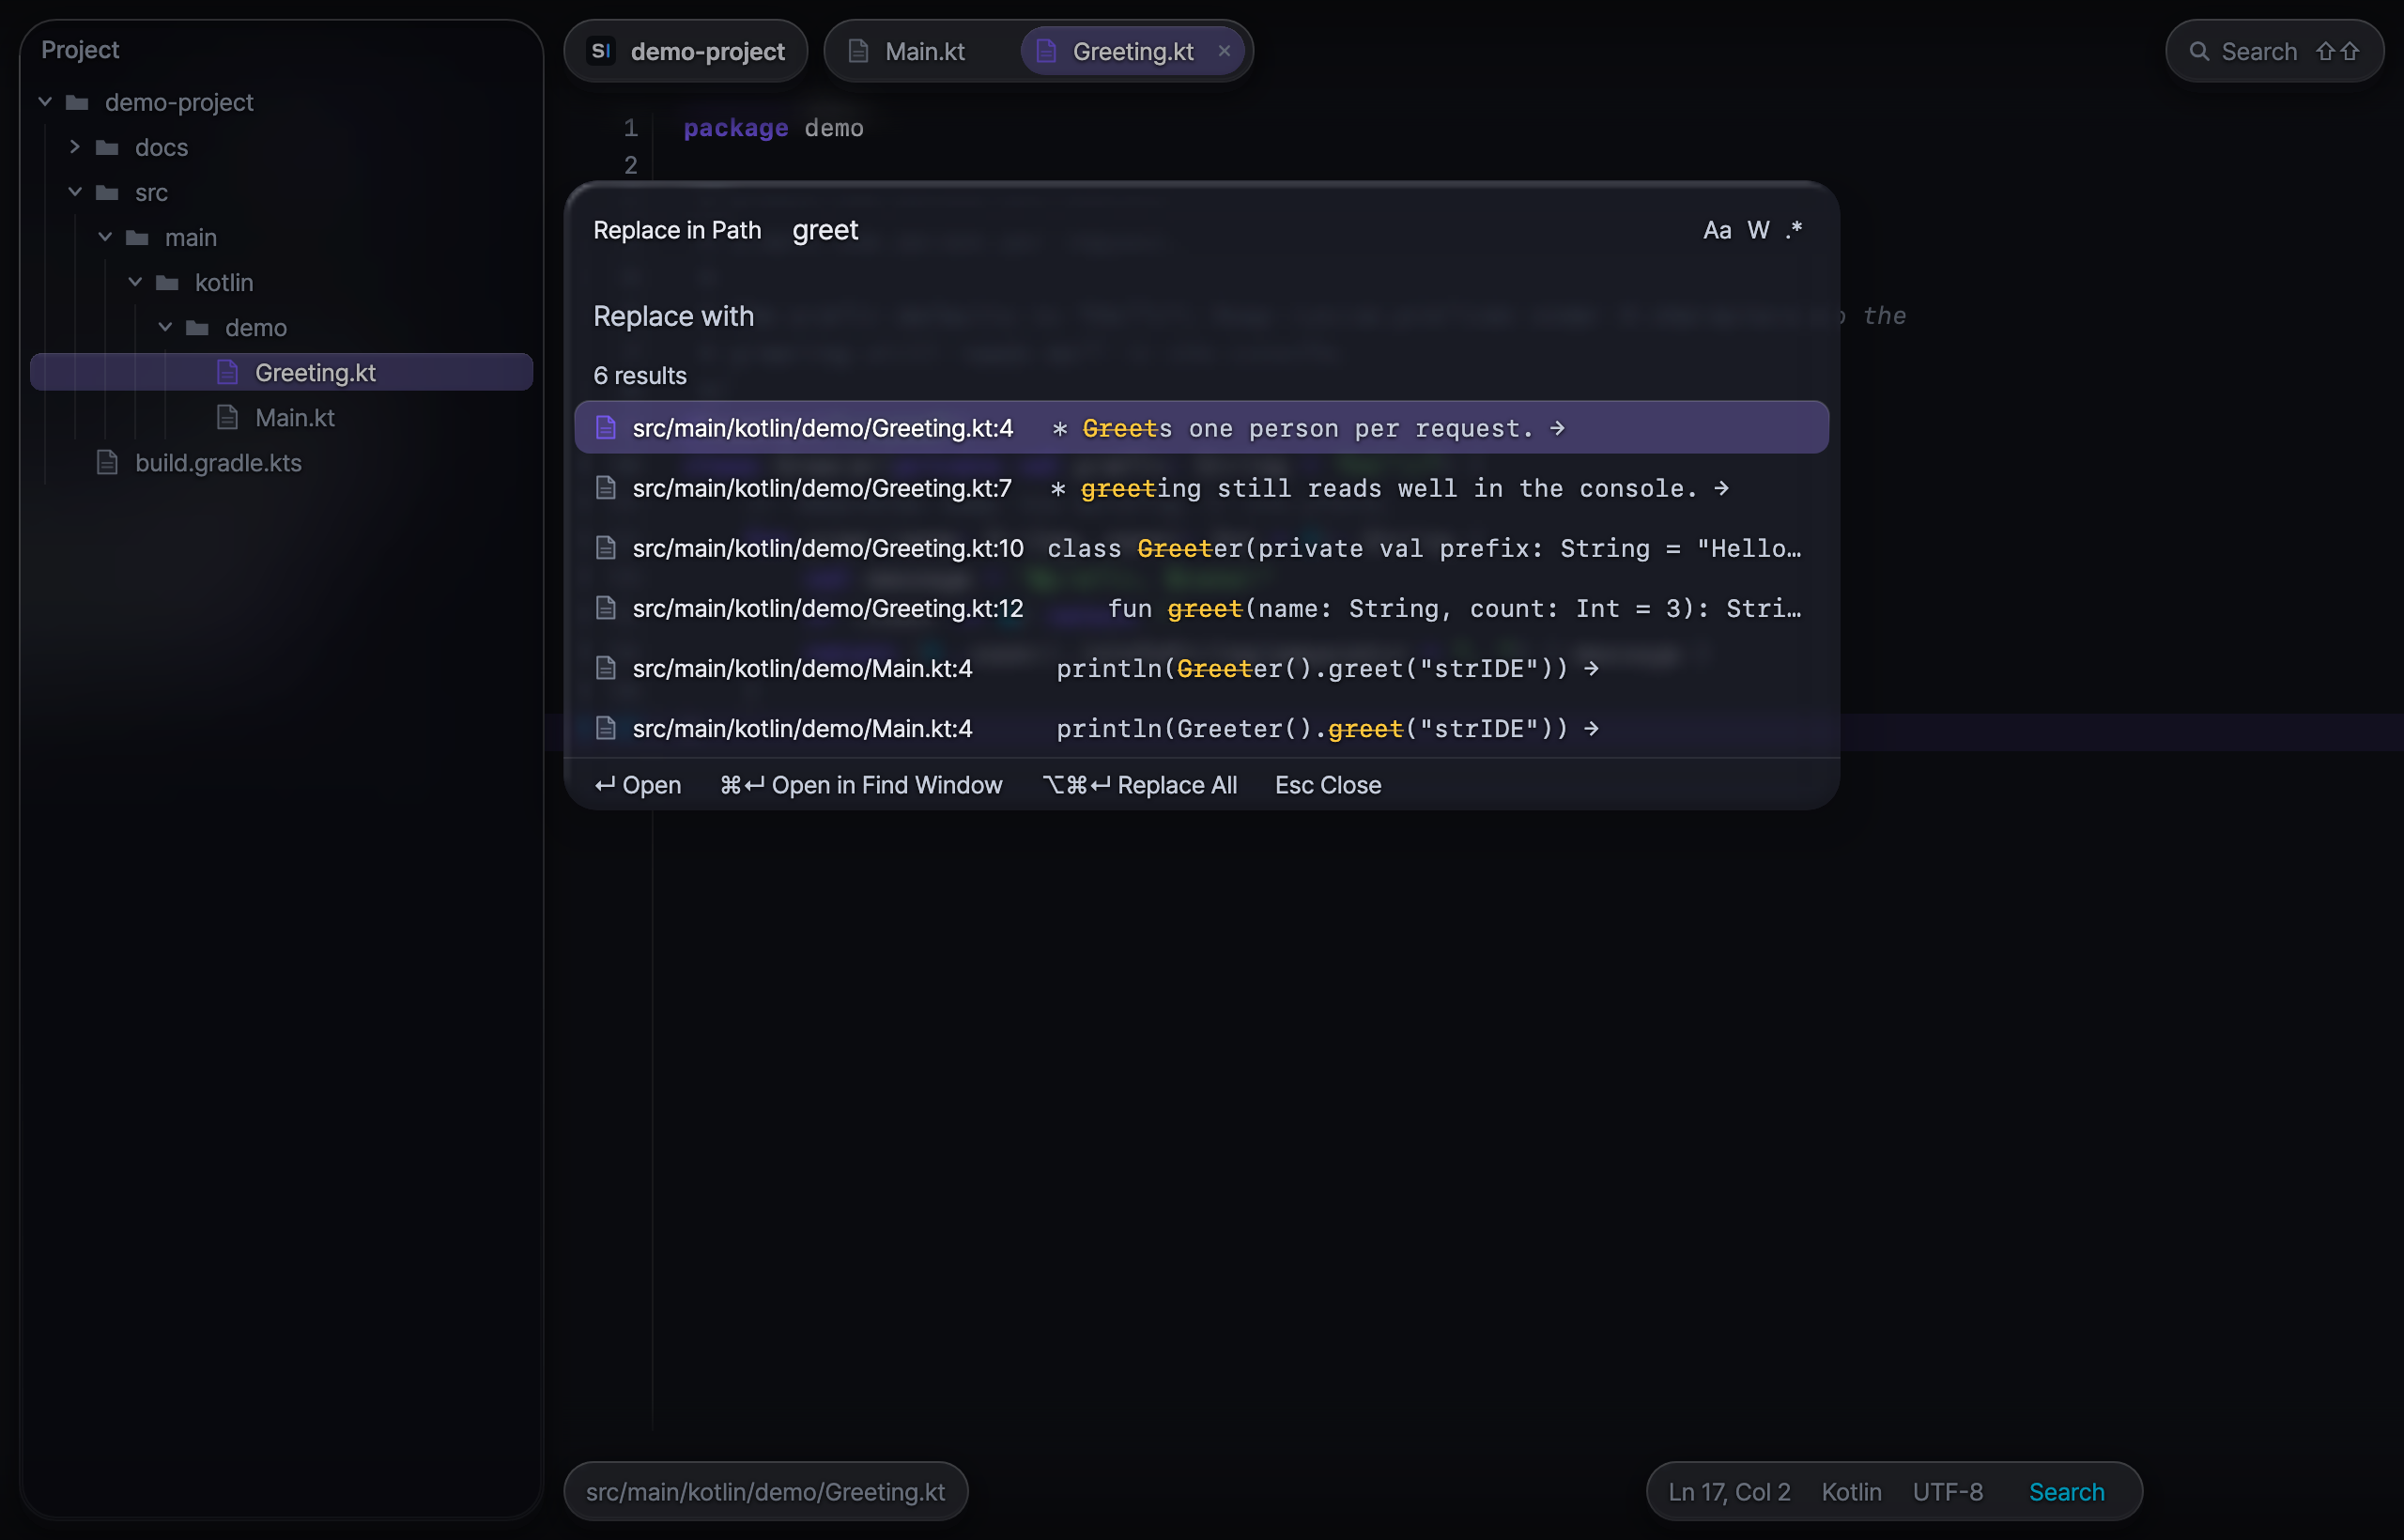 Project
demo-project
docs
src
main
kotlin
demo
Greeting.kt
Main.kt
build.gradle.kts
SI demo-project
Main.kt
Greeting.kt ×
Search ⇧⇧
1 package demo
2
the
Replace in Path greet Aa W .*
Replace with
6 results
src/main/kotlin/demo/Greeting.kt:4 * Greets one person per request. →
src/main/kotlin/demo/Greeting.kt:7 * greeting still reads well in the console. →
src/main/kotlin/demo/Greeting.kt:10 class Greeter(private val prefix: String = "Hello…
src/main/kotlin/demo/Greeting.kt:12 fun greet(name: String, count: Int = 3): Stri…
src/main/kotlin/demo/Main.kt:4 println(Greeter().greet("strIDE")) →
src/main/kotlin/demo/Main.kt:4 println(Greeter().greet("strIDE")) →
↵ Open ⌘↵ Open in Find Window ⌥⌘↵ Replace All Esc Close
src/main/kotlin/demo/Greeting.kt
Ln 17, Col 2 Kotlin UTF-8 Search